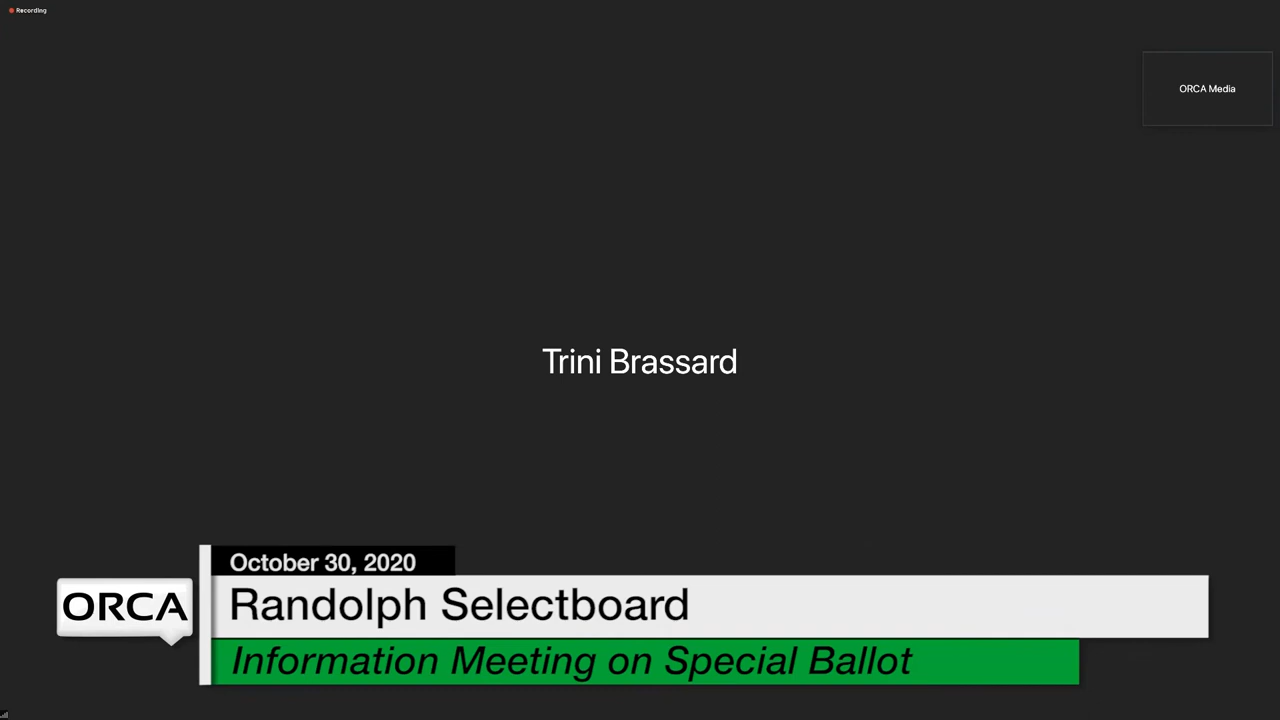 Recording
ORCA Media
Trini Brassard
October 30, 2020
ORCA
Randolph Selectboard
Information Meeting on Special Ballot